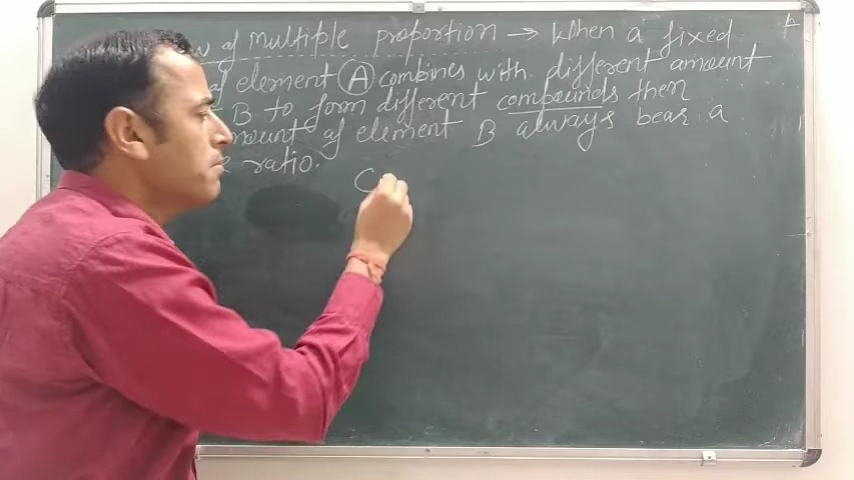 of multiple proportion → When a fixed
of element A combines with different amount
B to form different compounds then
mount of element B always bear a
ratio.
C